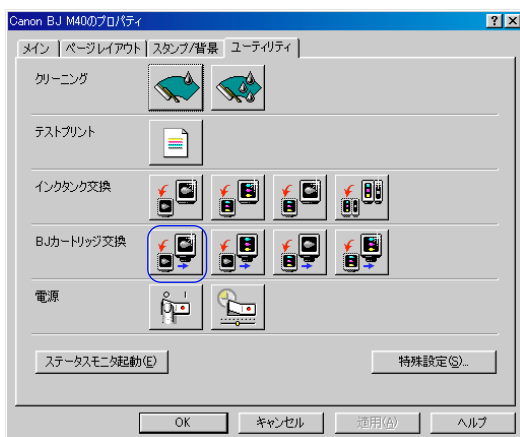 Canon BJ M40のプロパティ
メイン ページレイアウト スタンプ/背景 ユーティリティ
クリーニング
テストプリント
インクタンク交換
BJカートリッジ交換
電源
ステータスモニタ起動(E) 特殊設定(S)...
OK キャンセル 適用(A) ヘルプ